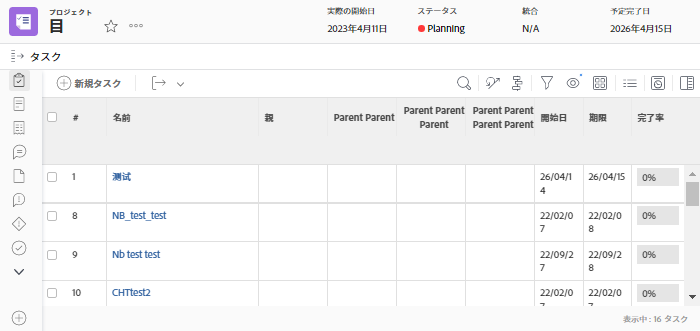 プロジェクト
目
実際の開始日
2023年4月11日
ステータス
Planning
統合
N/A
予定完了日
2026年4月15日
タスク
新規タスク
# 名前 親 Parent Parent Parent Parent Parent Parent Parent Parent Parent 開始日 期限 完了率
1 测试 26/04/14 26/04/15 0%
8 NB_test_test 22/02/07 22/02/08 0%
9 Nb test test 22/09/27 22/09/28 0%
10 CHTtest2 22/02/07 22/02/07 0%
表示中 : 16 タスク